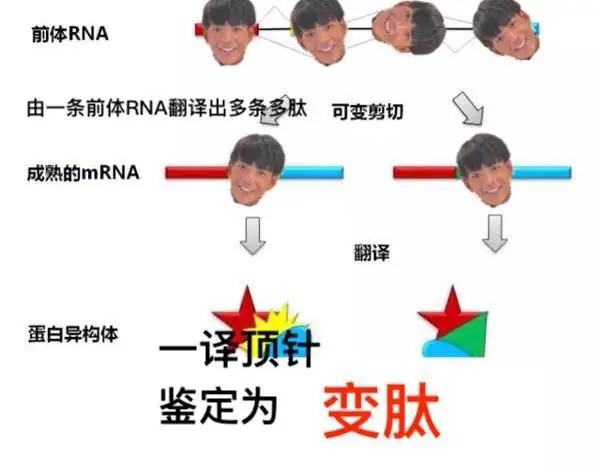 前体RNA
由一条前体RNA翻译出多条多肽
可变剪切
成熟的mRNA
翻译
蛋白异构体
一译顶针
鉴定为 变肽